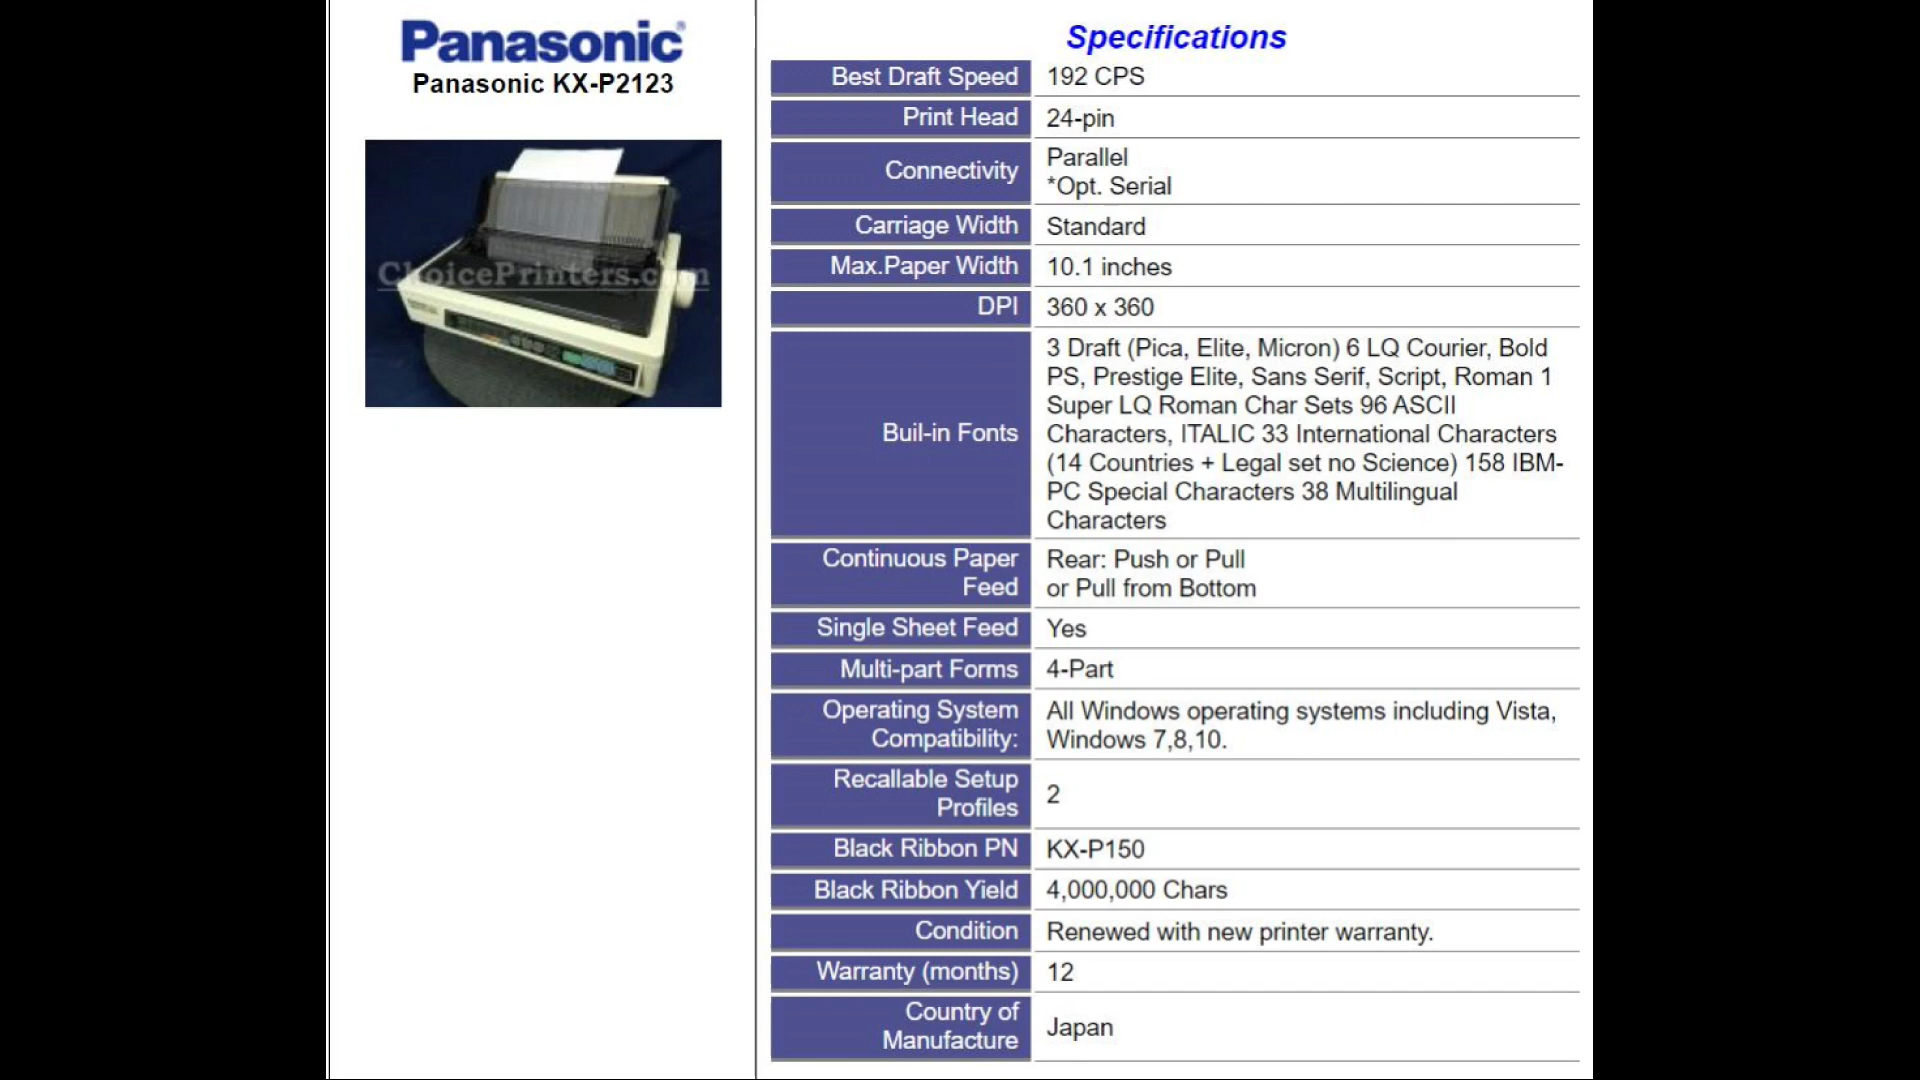 Panasonic
Panasonic KX-P2123
ChoicePrinters.com
Specifications
Best Draft Speed 192 CPS
Print Head 24-pin
Connectivity Parallel
*Opt. Serial
Carriage Width Standard
Max.Paper Width 10.1 inches
DPI 360 x 360
Buil-in Fonts 3 Draft (Pica, Elite, Micron) 6 LQ Courier, Bold
PS, Prestige Elite, Sans Serif, Script, Roman 1
Super LQ Roman Char Sets 96 ASCII
Characters, ITALIC 33 International Characters
(14 Countries + Legal set no Science) 158 IBM-
PC Special Characters 38 Multilingual
Characters
Continuous Paper
Feed
Rear: Push or Pull
or Pull from Bottom
Single Sheet Feed Yes
Multi-part Forms 4-Part
Operating System
Compatibility:
All Windows operating systems including Vista,
Windows 7,8,10.
Recallable Setup
Profiles
2
Black Ribbon PN KX-P150
Black Ribbon Yield 4,000,000 Chars
Condition Renewed with new printer warranty.
Warranty (months) 12
Country of
Manufacture
Japan